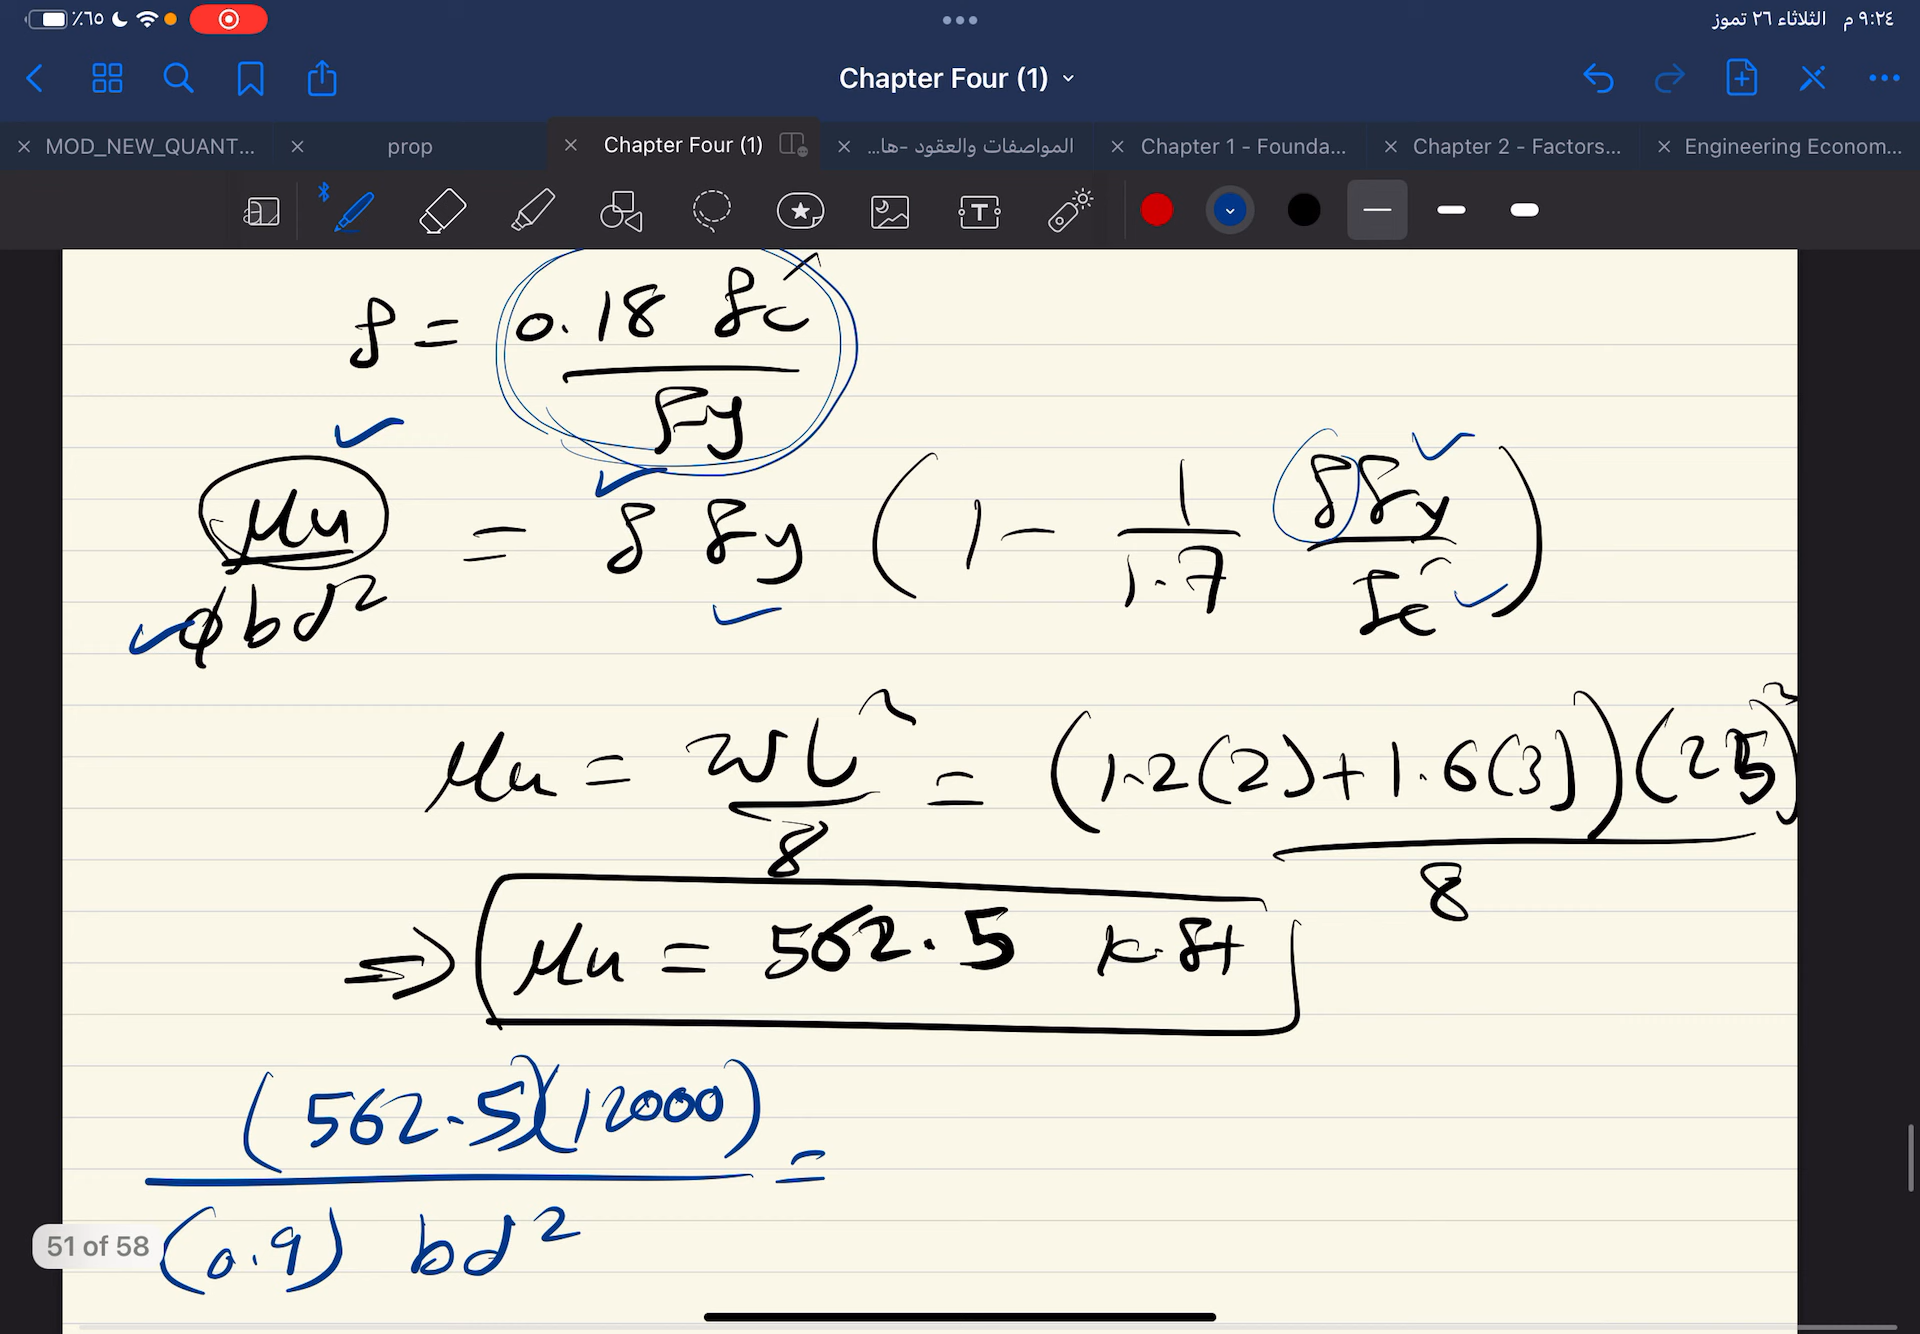 ٪٦٥
٩:٢٤ م الثلاثاء ٢٦ تموز
Chapter Four (1)
MOD_NEW_QUANT... prop Chapter Four (1) المواصفات والعقود -ها... Chapter 1 - Founda... Chapter 2 - Factors... Engineering Econom...
ρ = 0.18 fc' / Fy
Mu / ϕbd² = ρ Fy (1 - 1/1.7 ρFy/fc')
Mu = wL²/8 = (1.2(2)+1.6(3))(25)²/8
⇒ Mu = 562.5 k.ft
(562.5)(12000) / (0.9) bd² =
51 of 58